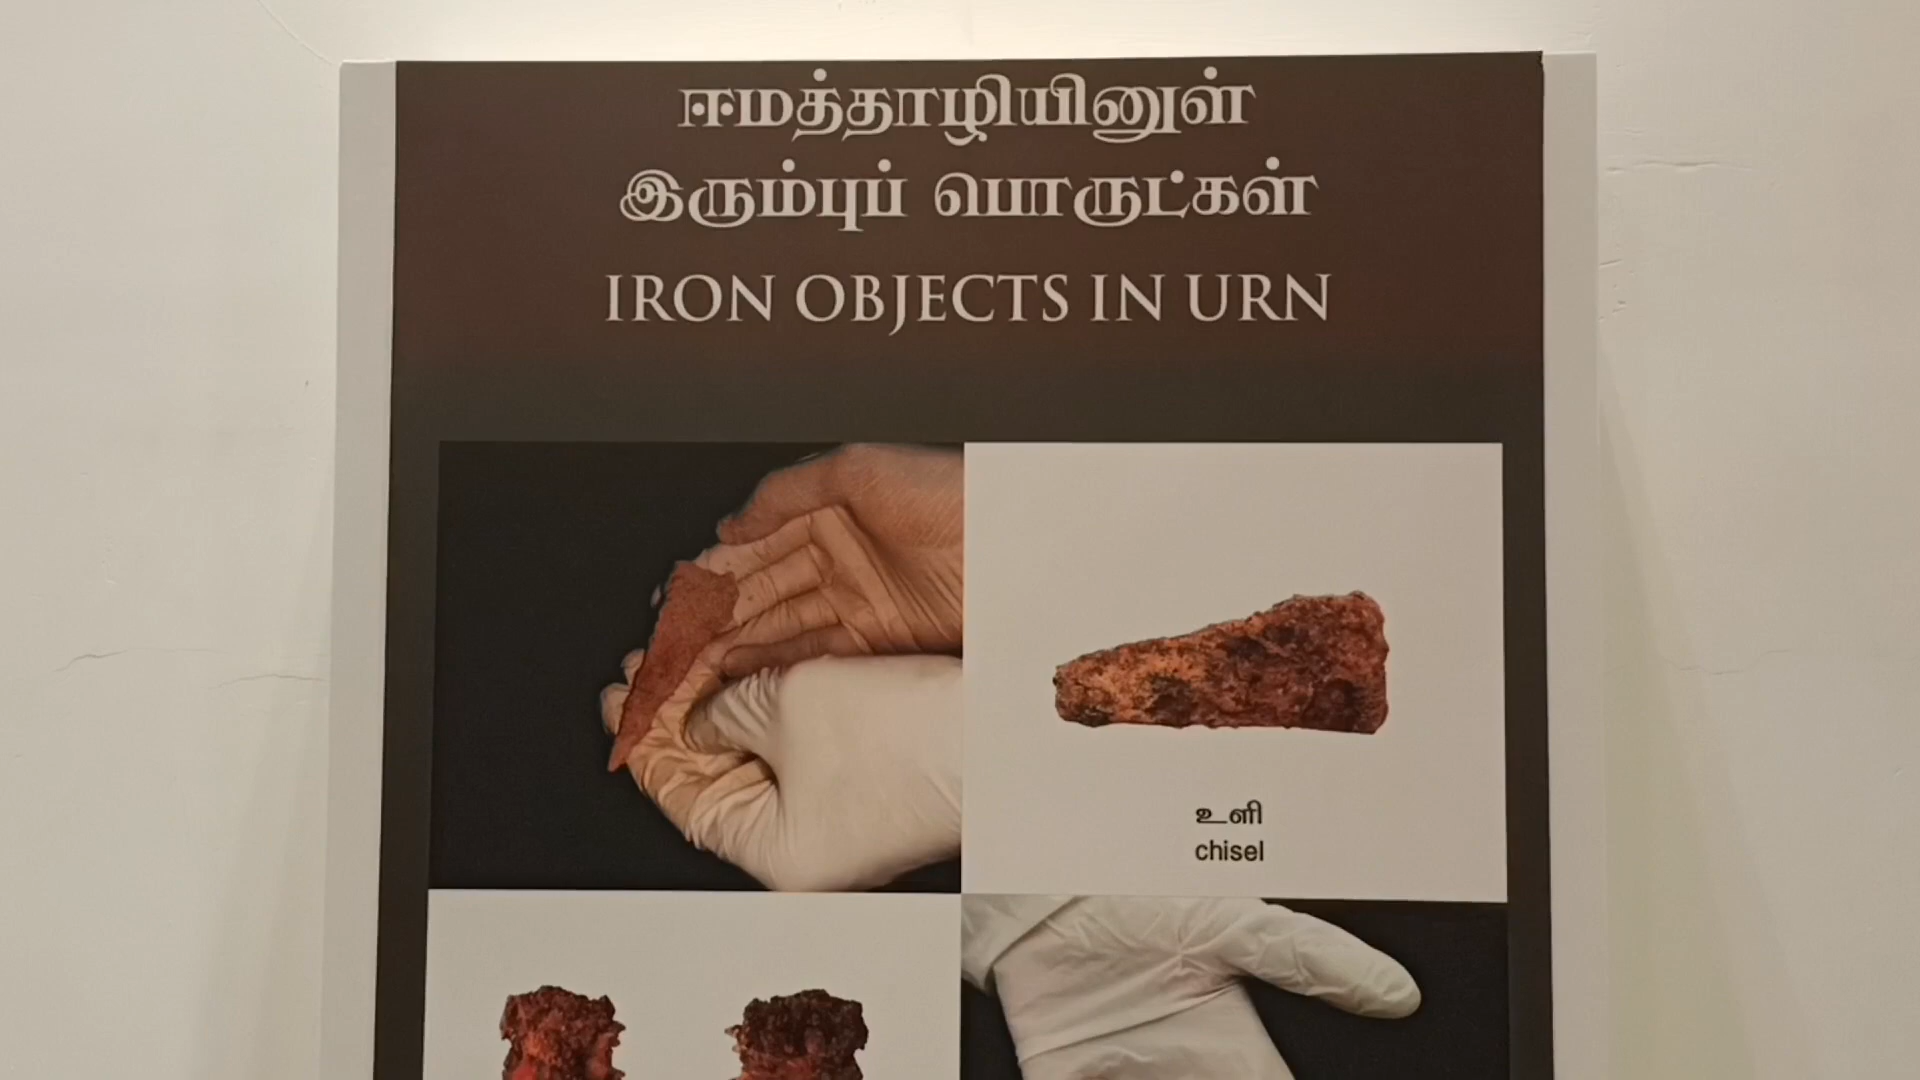 ஈமத்தாழியினுள்
இரும்புப் பொருட்கள்
IRON OBJECTS IN URN
உளி
chisel